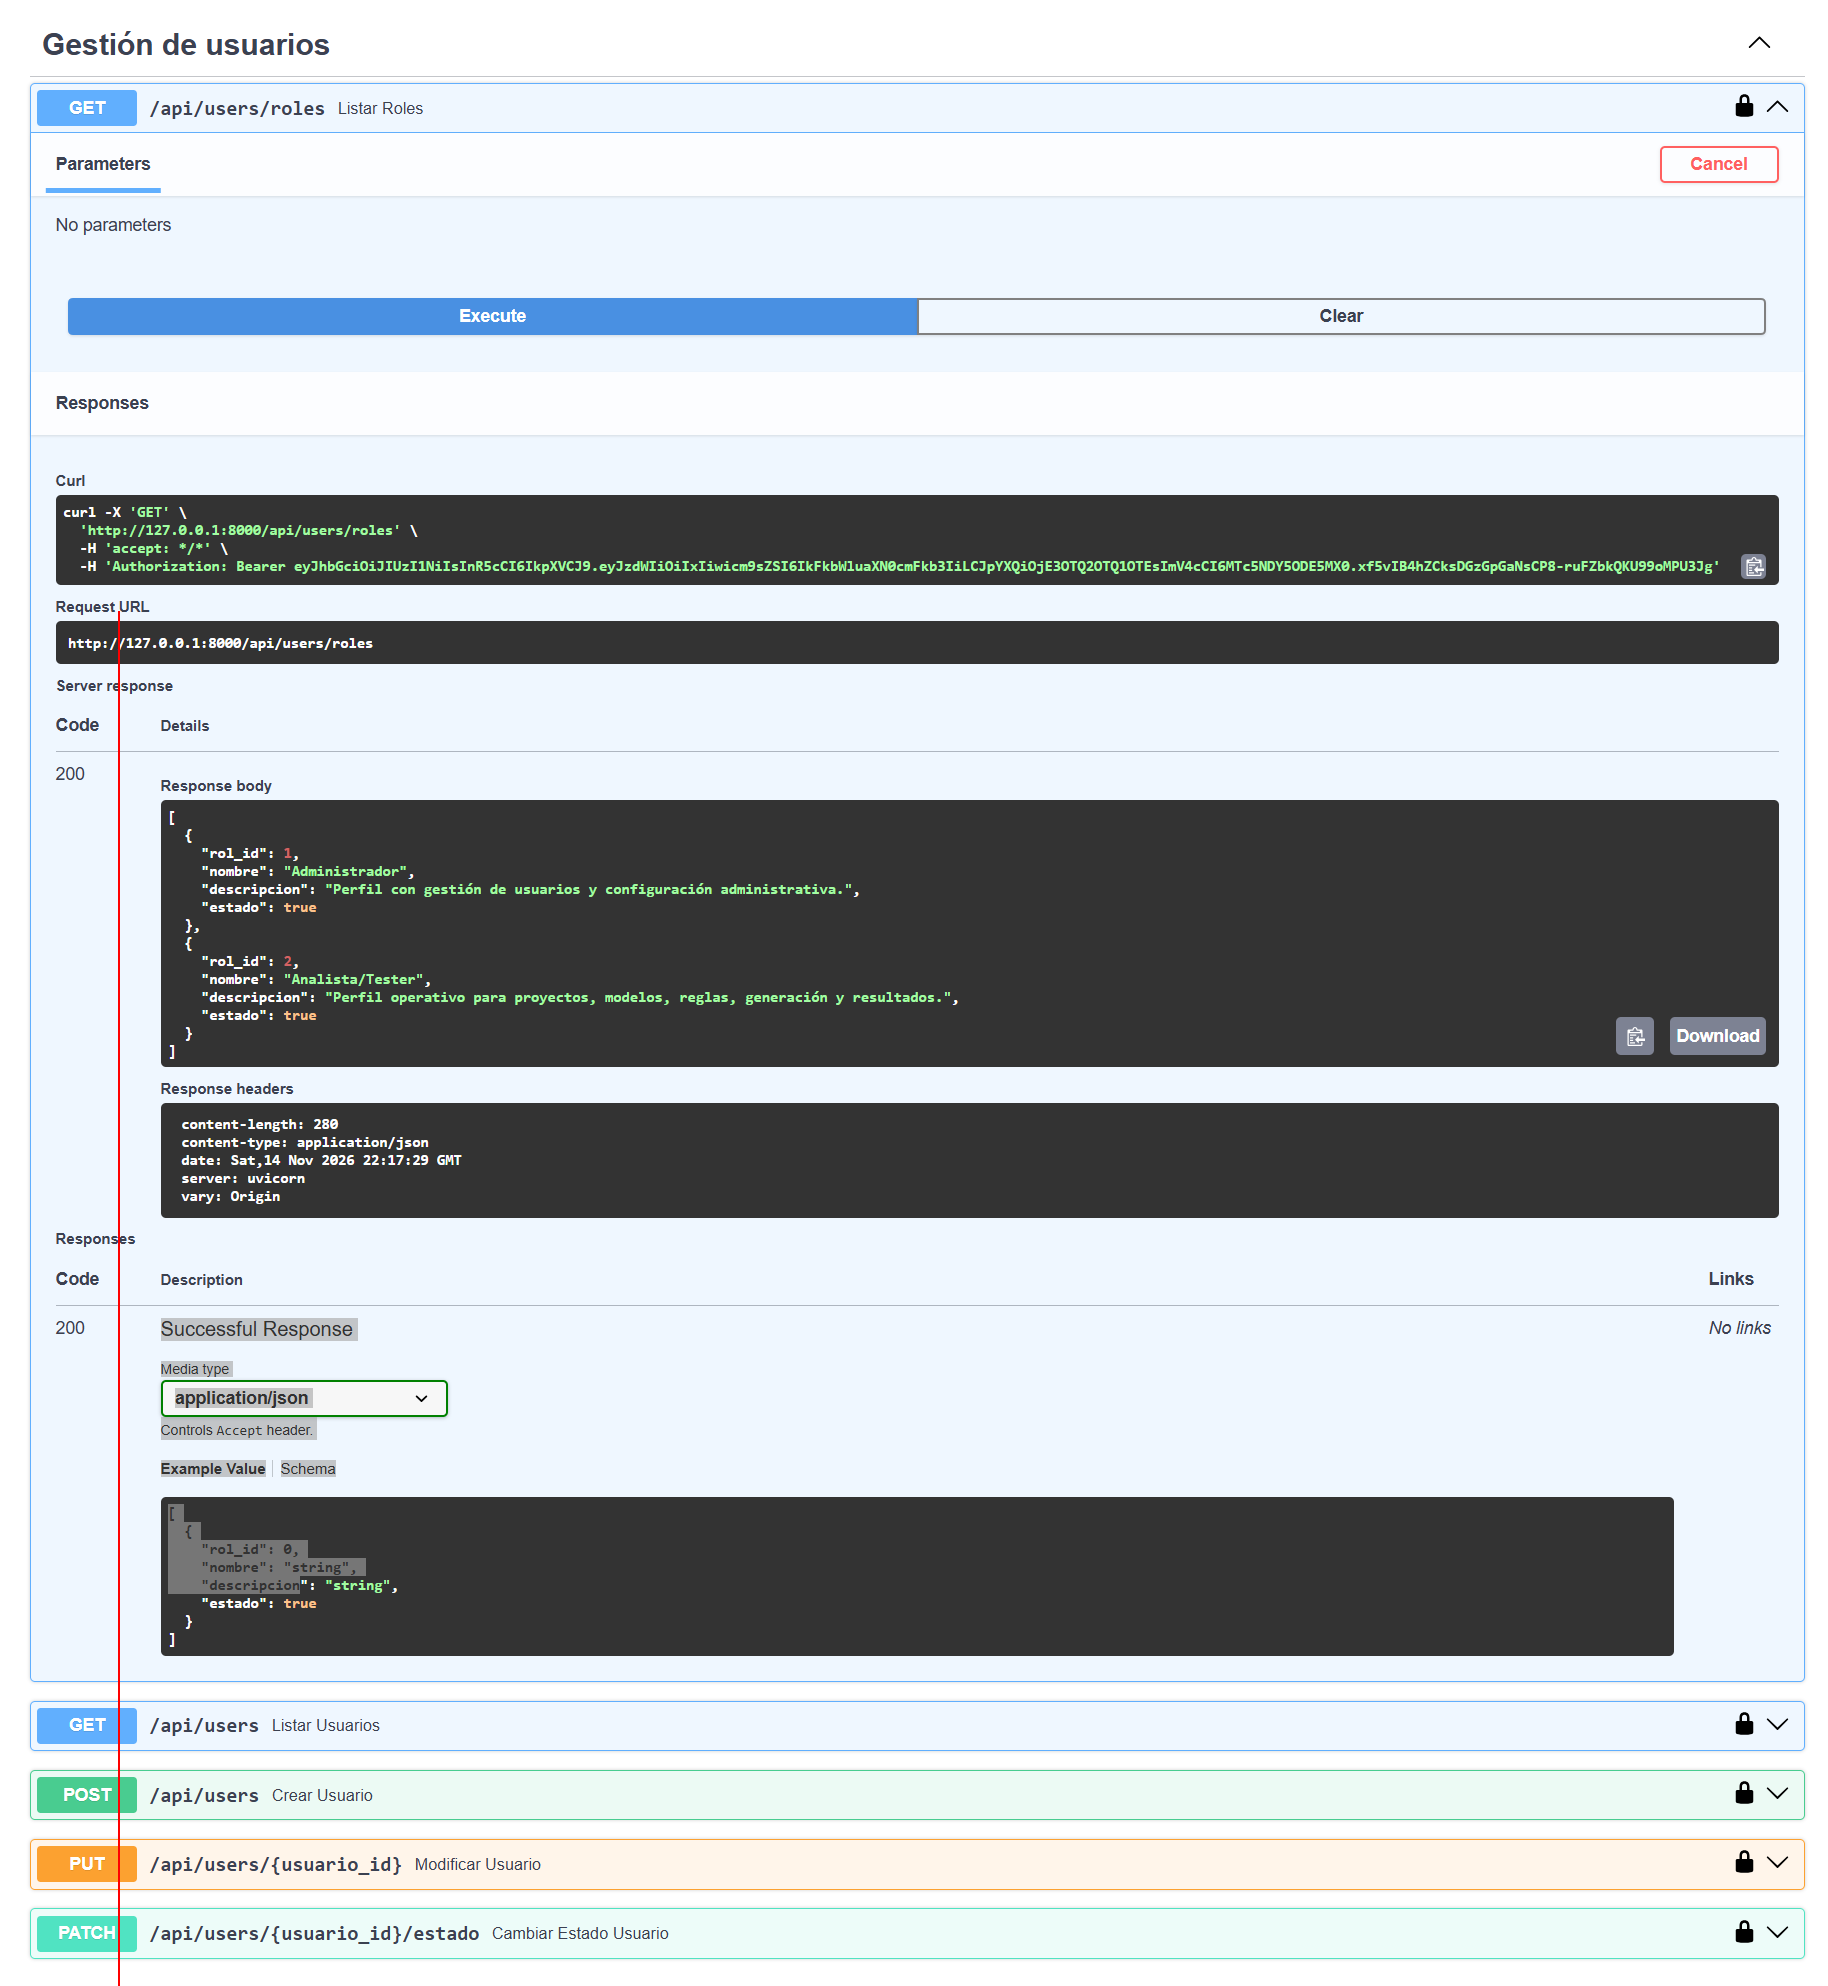 Gestión de usuarios
GET /api/users/roles Listar Roles
Parameters Cancel
No parameters
Execute Clear
Responses
Curl
curl -X 'GET' \
  'http://127.0.0.1:8000/api/users/roles' \
  -H 'accept: */*' \
  -H 'Authorization: Bearer eyJhbGciOiJIUzI1NiIsInR5cCI6IkpXVCJ9.eyJzdWIiOiIxIiwicm9sZSI6IkFkbWluaXN0cmFkb3IiLCJpYXQiOjE3OTQ2OTQ1OTEsImV4cCI6MTc5NDY5ODE5MX0.xf5vIB4hZCksDGzGpGaNsCP8-ruFZbkQKU99oMPU3Jg'
Request URL
http://127.0.0.1:8000/api/users/roles
Server response
Code Details
200
Response body
[
  {
    "rol_id": 1,
    "nombre": "Administrador",
    "descripcion": "Perfil con gestión de usuarios y configuración administrativa.",
    "estado": true
  },
  {
    "rol_id": 2,
    "nombre": "Analista/Tester",
    "descripcion": "Perfil operativo para proyectos, modelos, reglas, generación y resultados.",
    "estado": true
  }
]
Download
Response headers
content-length: 280
content-type: application/json
date: Sat,14 Nov 2026 22:17:29 GMT
server: uvicorn
vary: Origin
Responses
Code Description Links
200 Successful Response No links
Media type
application/json
Controls Accept header.
Example Value Schema
[
  {
    "rol_id": 0,
    "nombre": "string",
    "descripcion": "string",
    "estado": true
  }
]
GET /api/users Listar Usuarios
POST /api/users Crear Usuario
PUT /api/users/{usuario_id} Modificar Usuario
PATCH /api/users/{usuario_id}/estado Cambiar Estado Usuario